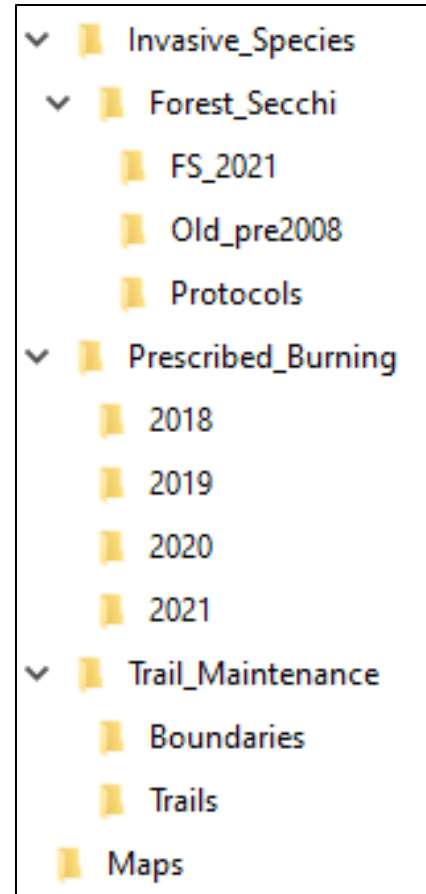 Invasive_Species
Forest_Secchi
FS_2021
Old_pre2008
Protocols
Prescribed_Burning
2018
2019
2020
2021
Trail_Maintenance
Boundaries
Trails
Maps